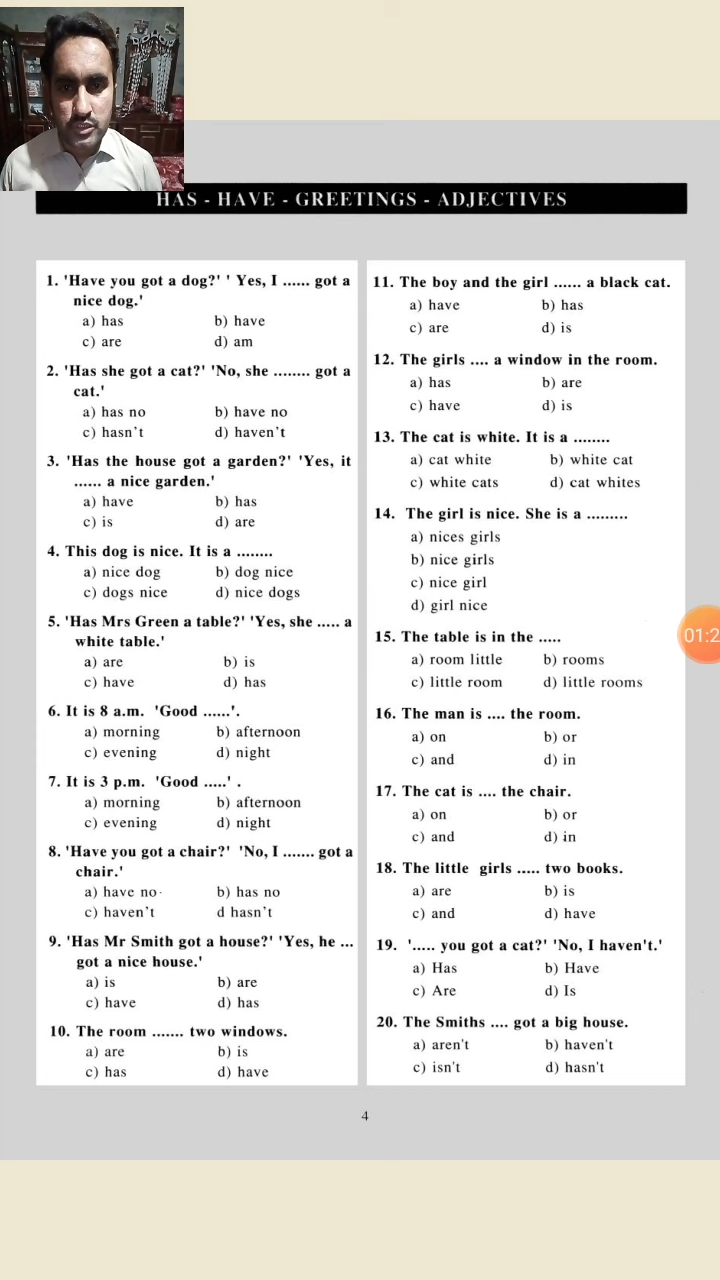 HAS - HAVE - GREETINGS - ADJECTIVES
1. 'Have you got a dog?' ' Yes, I ...... got a
nice dog.'
a) has b) have
c) are d) am
2. 'Has she got a cat?' 'No, she ........ got a
cat.'
a) has no b) have no
c) hasn't d) haven't
3. 'Has the house got a garden?' 'Yes, it
...... a nice garden.'
a) have b) has
c) is d) are
4. This dog is nice. It is a ........
a) nice dog b) dog nice
c) dogs nice d) nice dogs
5. 'Has Mrs Green a table?' 'Yes, she ..... a
white table.'
a) are b) is
c) have d) has
6. It is 8 a.m. 'Good ......'.
a) morning b) afternoon
c) evening d) night
7. It is 3 p.m. 'Good .....' .
a) morning b) afternoon
c) evening d) night
8. 'Have you got a chair?' 'No, I ....... got a
chair.'
a) have no b) has no
c) haven't d hasn't
9. 'Has Mr Smith got a house?' 'Yes, he ...
got a nice house.'
a) is b) are
c) have d) has
10. The room ....... two windows.
a) are b) is
c) has d) have
11. The boy and the girl ...... a black cat.
a) have b) has
c) are d) is
12. The girls .... a window in the room.
a) has b) are
c) have d) is
13. The cat is white. It is a ........
a) cat white b) white cat
c) white cats d) cat whites
14. The girl is nice. She is a .........
a) nices girls
b) nice girls
c) nice girl
d) girl nice
15. The table is in the .....
a) room little b) rooms
c) little room d) little rooms
16. The man is .... the room.
a) on b) or
c) and d) in
17. The cat is .... the chair.
a) on b) or
c) and d) in
18. The little girls ..... two books.
a) are b) is
c) and d) have
19. '..... you got a cat?' 'No, I haven't.'
a) Has b) Have
c) Are d) Is
20. The Smiths .... got a big house.
a) aren't b) haven't
c) isn't d) hasn't
4